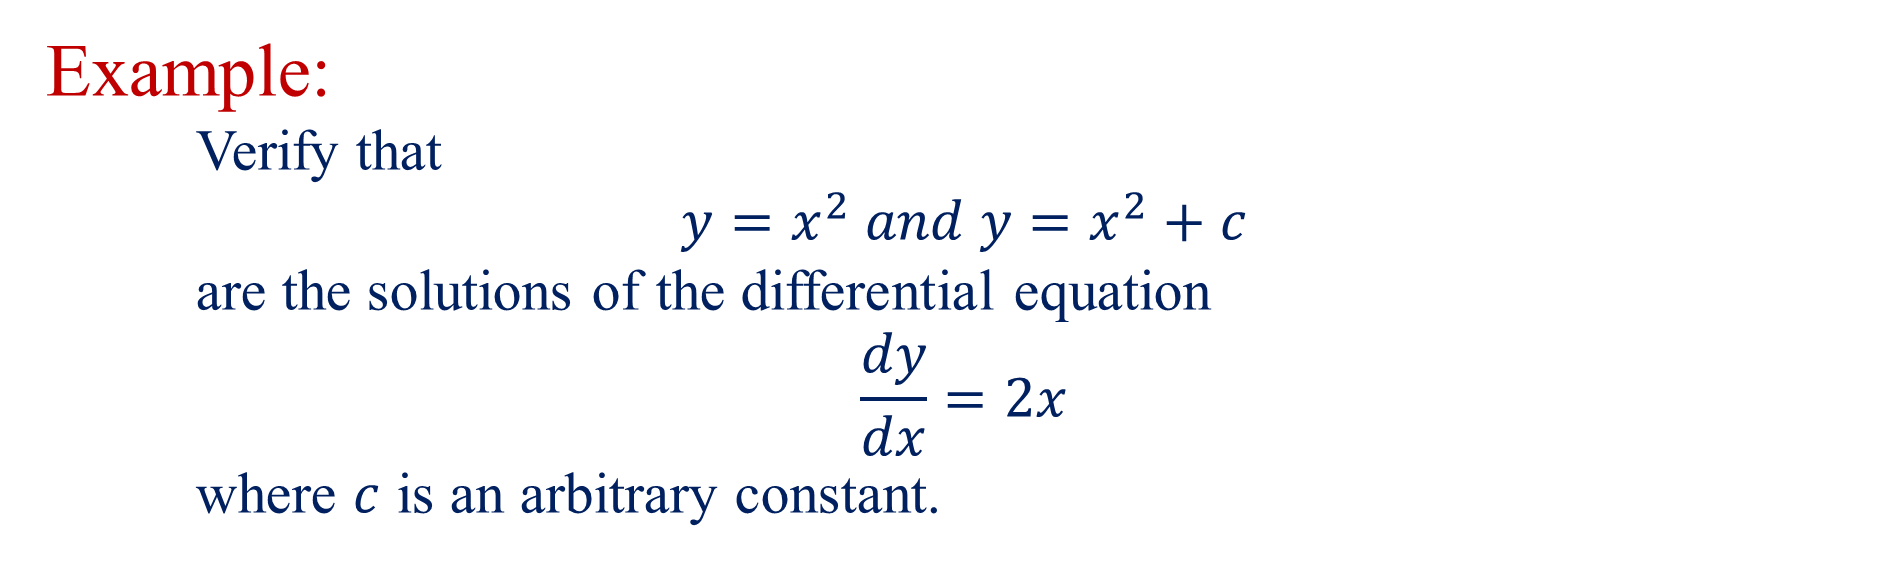 Example:
Verify that
y = x² and y = x² + c
are the solutions of the differential equation
dy/dx = 2x
where c is an arbitrary constant.